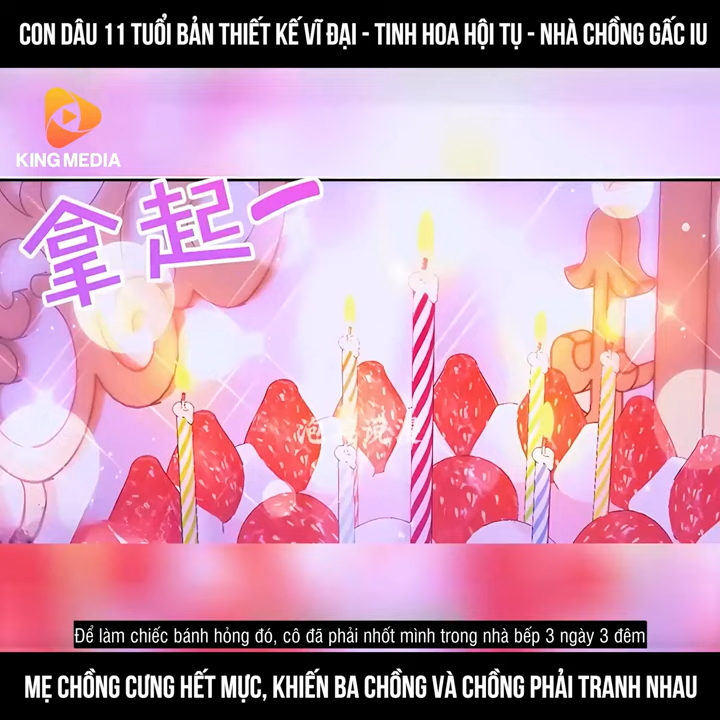 CON DÂU 11 TUỔI BẢN THIẾT KẾ VĨ ĐẠI - TINH HOA HỘI TỤ - NHÀ CHỒNG GẤC IU
KING MEDIA
拿起一
Để làm chiếc bánh hỏng đó, cô đã phải nhốt mình trong nhà bếp 3 ngày 3 đêm
MẸ CHỒNG CƯNG HẾT MỰC, KHIẾN BA CHỒNG VÀ CHỒNG PHẢI TRANH NHAU